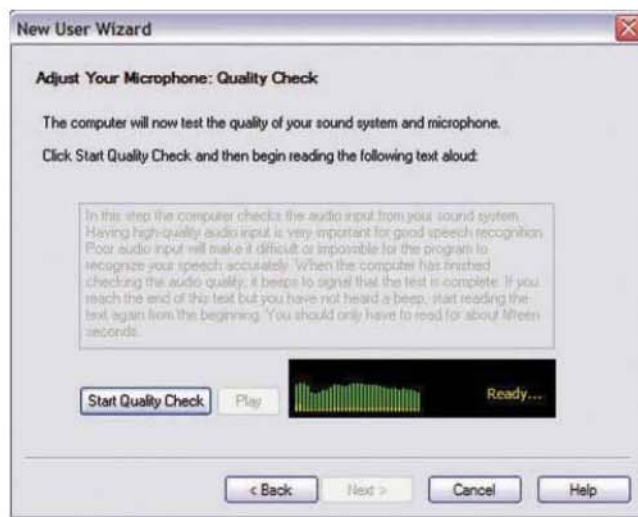 New User Wizard
Adjust Your Microphone: Quality Check
The computer will now test the quality of your sound system and microphone.
Click Start Quality Check and then begin reading the following text aloud:
In this step the computer checks the audio input from your sound system.
Having high-quality audio input is very important for good speech recognition.
Poor audio input will make it difficult or impossible for the program to
recognize your speech accurately. When the computer has finished
checking the audio quality, it beeps to signal that the test is complete. If you
reach the end of this text but you have not heard a beep, start reading the
text again from the beginning. You should only have to read for about fifteen
seconds.
Start Quality Check Play Ready...
< Back Next > Cancel Help